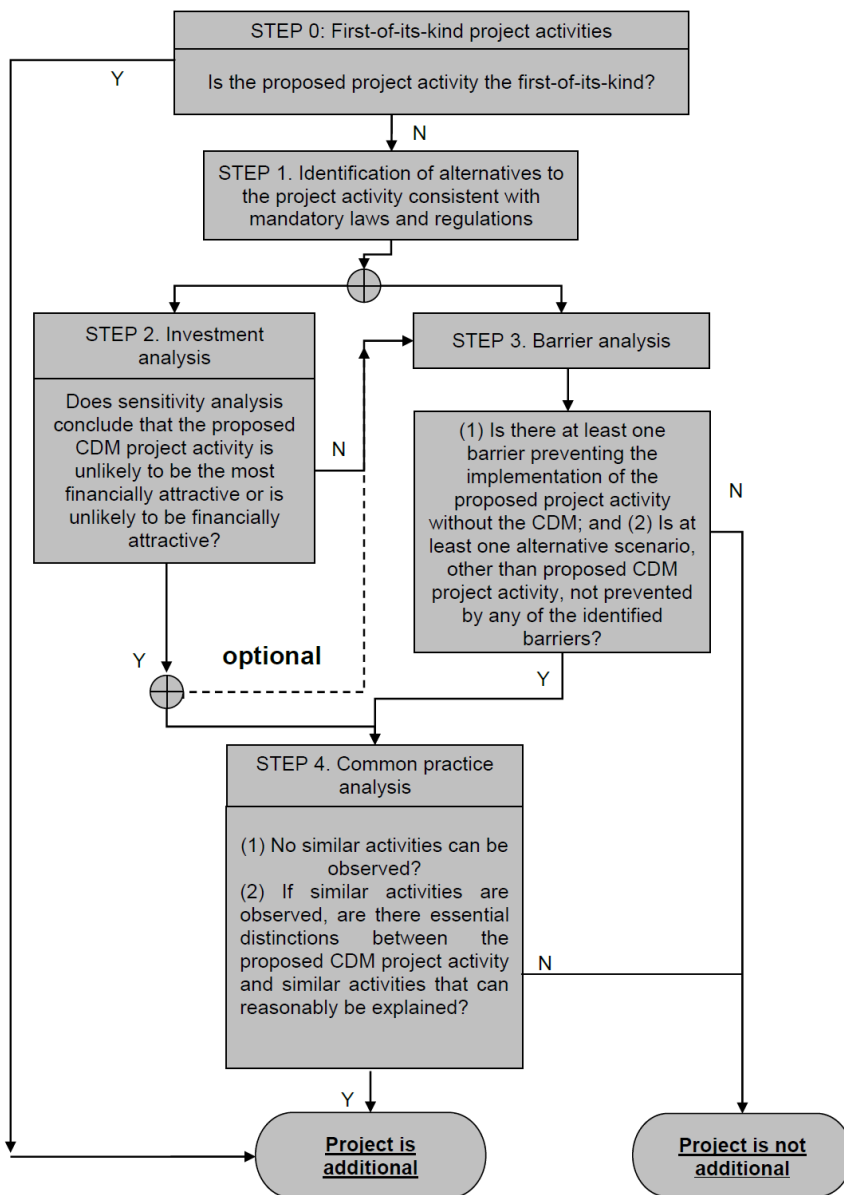 STEP 0: First-of-its-kind project activities
Y
Is the proposed project activity the first-of-its-kind?
N
STEP 1. Identification of alternatives to
the project activity consistent with
mandatory laws and regulations
STEP 2. Investment
analysis
STEP 3. Barrier analysis
Does sensitivity analysis
conclude that the proposed
CDM project activity is
unlikely to be the most
financially attractive or is
unlikely to be financially
attractive?
N
(1) Is there at least one
barrier preventing the
implementation of the
proposed project activity
without the CDM; and (2) Is at
least one alternative scenario,
other than proposed CDM
project activity, not prevented
by any of the identified
barriers?
N
Y
optional
Y
STEP 4. Common practice
analysis
(1) No similar activities can be
observed?
(2) If similar activities are
observed, are there essential
distinctions between the
proposed CDM project activity
and similar activities that can
reasonably be explained?
N
Y
Project is
additional
Project is not
additional